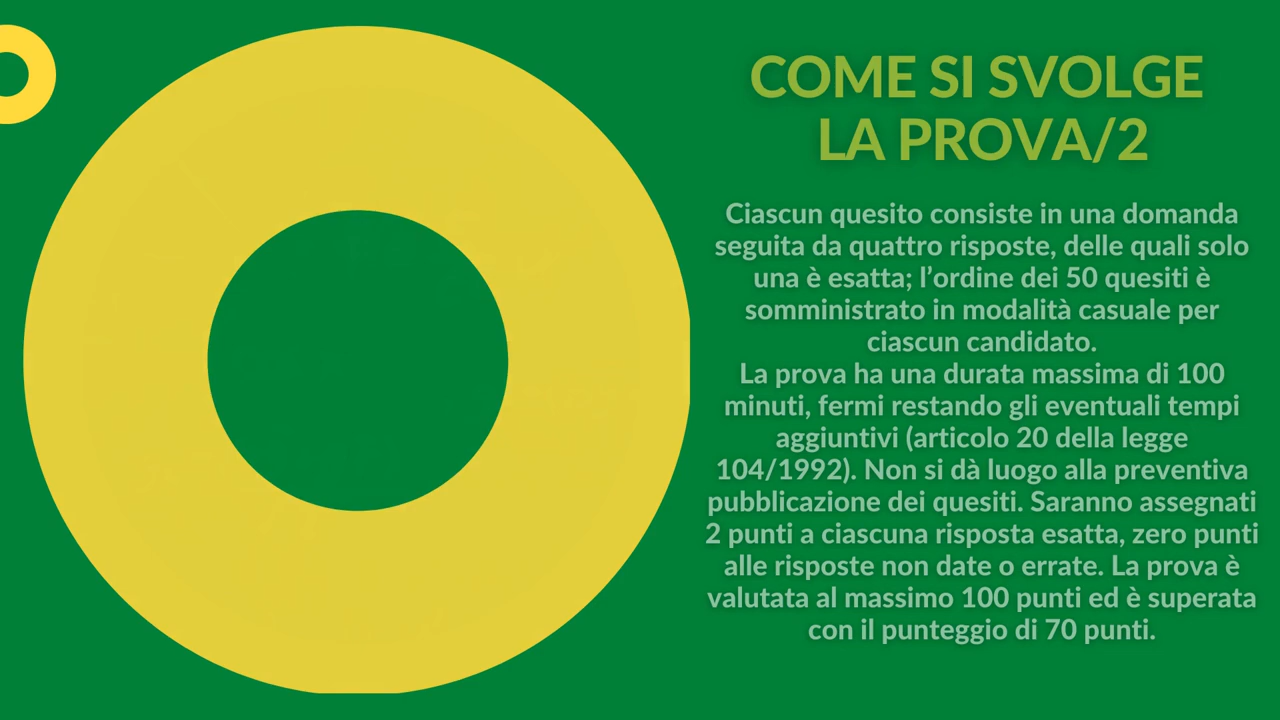 COME SI SVOLGE
LA PROVA/2
Ciascun quesito consiste in una domanda
seguita da quattro risposte, delle quali solo
una è esatta; l’ordine dei 50 quesiti è
somministrato in modalità casuale per
ciascun candidato.
La prova ha una durata massima di 100
minuti, fermi restando gli eventuali tempi
aggiuntivi (articolo 20 della legge
104/1992). Non si dà luogo alla preventiva
pubblicazione dei quesiti. Saranno assegnati
2 punti a ciascuna risposta esatta, zero punti
alle risposte non date o errate. La prova è
valutata al massimo 100 punti ed è superata
con il punteggio di 70 punti.